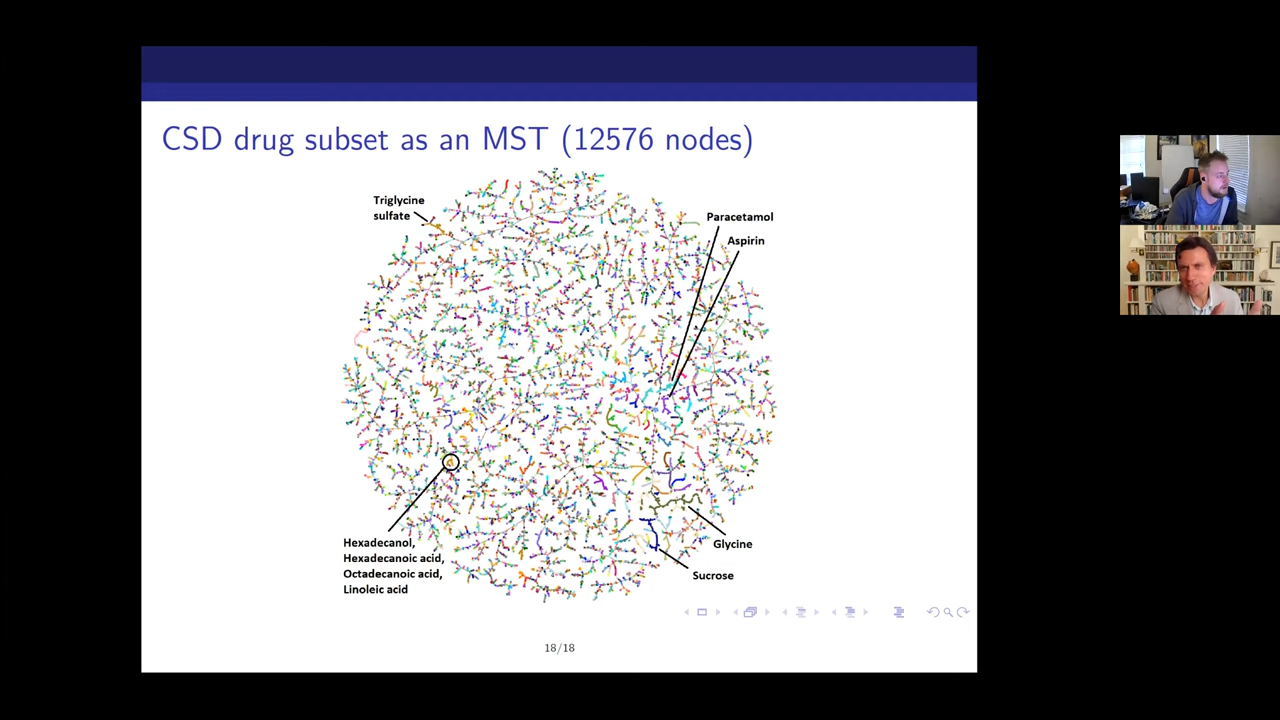 CSD drug subset as an MST (12576 nodes)
Triglycine
sulfate
Paracetamol
Aspirin
Hexadecanol,
Hexadecanoic acid,
Octadecanoic acid,
Linoleic acid
Glycine
Sucrose
18/18